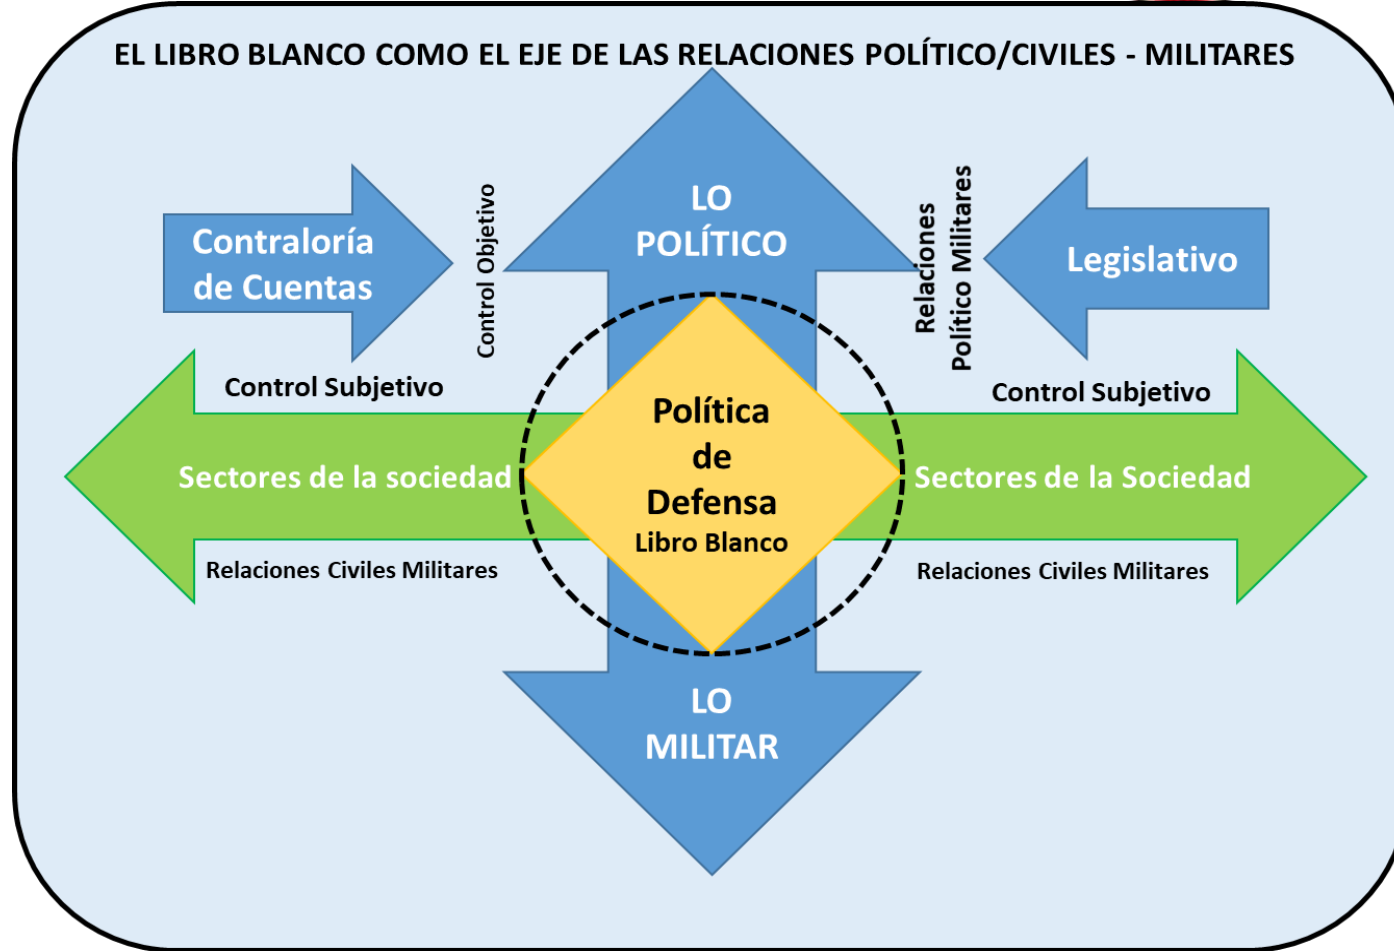 EL LIBRO BLANCO COMO EL EJE DE LAS RELACIONES POLÍTICO/CIVILES - MILITARES
Contraloría
de Cuentas
Control Objetivo
LO
POLÍTICO
Relaciones
Político Militares
Legislativo
Control Subjetivo
Control Subjetivo
Sectores de la sociedad
Política
de
Defensa
Libro Blanco
Sectores de la Sociedad
Relaciones Civiles Militares
Relaciones Civiles Militares
LO
MILITAR